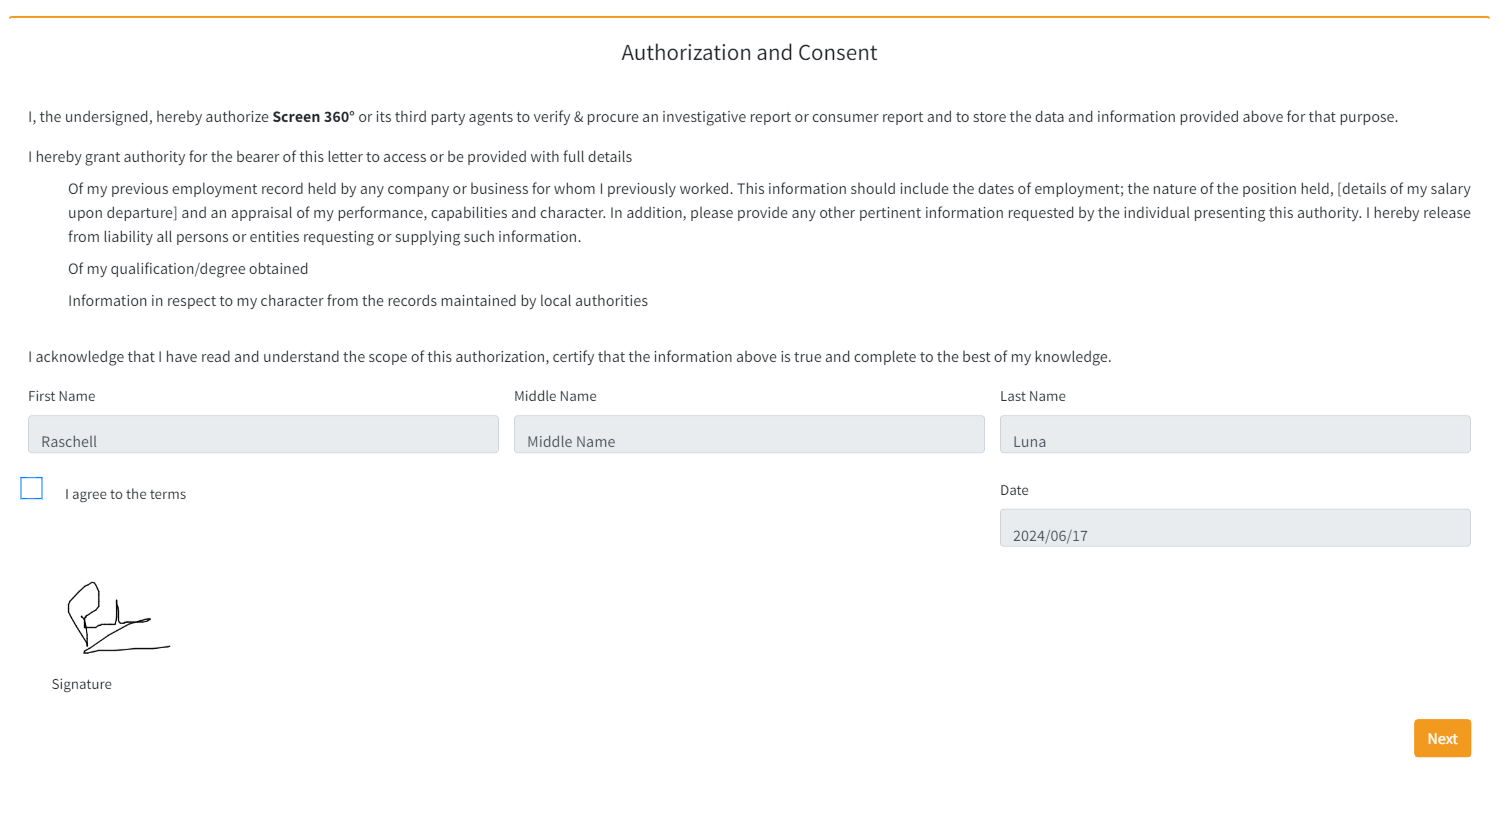 Authorization and Consent
I, the undersigned, hereby authorize Screen 360° or its third party agents to verify & procure an investigative report or consumer report and to store the data and information provided above for that purpose.
I hereby grant authority for the bearer of this letter to access or be provided with full details
Of my previous employment record held by any company or business for whom I previously worked. This information should include the dates of employment; the nature of the position held, [details of my salary
upon departure] and an appraisal of my performance, capabilities and character. In addition, please provide any other pertinent information requested by the individual presenting this authority. I hereby release
from liability all persons or entities requesting or supplying such information.
Of my qualification/degree obtained
Information in respect to my character from the records maintained by local authorities
I acknowledge that I have read and understand the scope of this authorization, certify that the information above is true and complete to the best of my knowledge.
First Name Middle Name Last Name
Raschell Middle Name Luna
I agree to the terms
Date
2024/06/17
Signature
Next